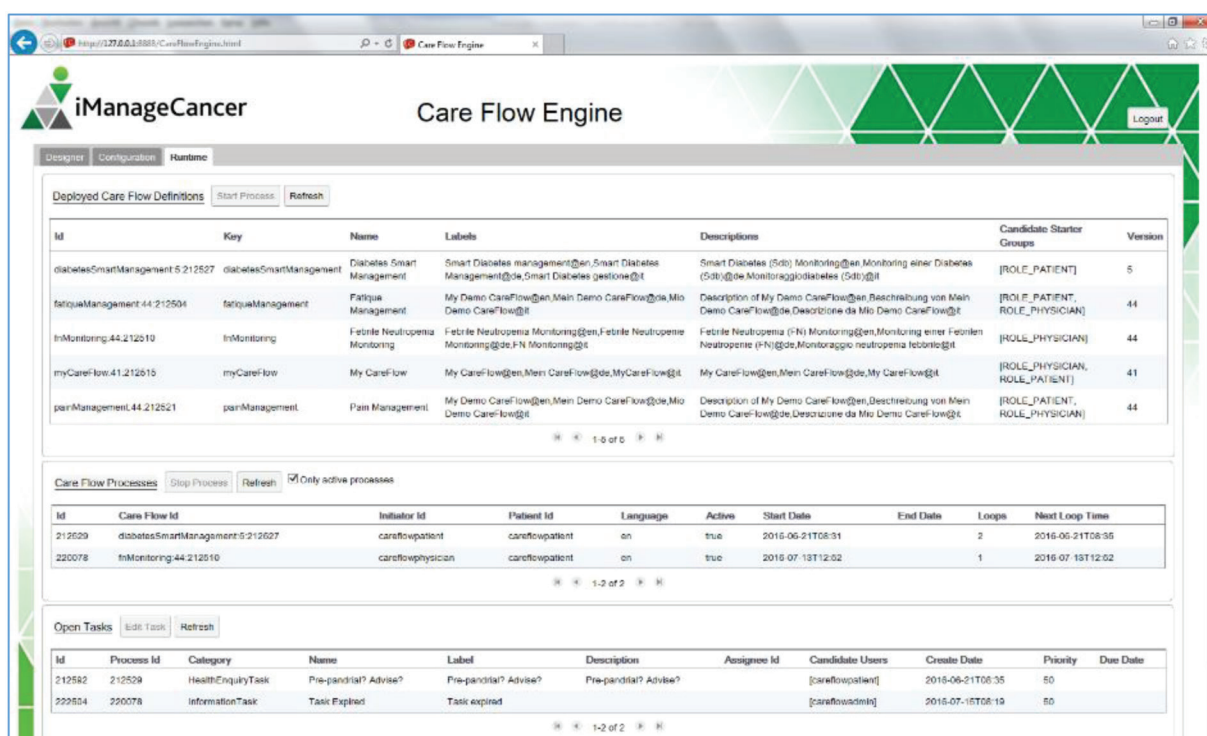 http://127.0.0.1:8888/CareFlowEngine.html
Care Flow Engine
iManageCancer
Care Flow Engine
Logout
Designer Configuration Runtime
Deployed Care Flow Definitions Start Process Refresh
Id Key Name Labels Descriptions Candidate Starter Groups Version
diabetesSmartManagement:5:212527 diabetesSmartManagement Diabetes Smart Management Smart Diabetes management@en,Smart Diabetes Management@de,Smart Diabetes gestione@it Smart Diabetes (Sdb) Monitoring@en,Monitoring einer Diabetes (Sdb)@de,Monitoraggiodiabetes (Sdb)@it [ROLE_PATIENT] 5
fatiqueManagement:44:212504 fatiqueManagement Fatique Management My Demo CareFlow@en,Mein Demo CareFlow@de,Mio Demo CareFlow@it Description of My Demo CareFlow@en,Beschreibung von Mein Demo CareFlow@de,Descrizione da Mio Demo CareFlow@it [ROLE_PATIENT, ROLE_PHYSICIAN] 44
fnMonitoring:44:212510 fnMonitoring Febrile Neutropenia Monitoring Febrile Neutropenia Monitoring@en,Febrile Neutropenie Monitoring@de,FN Monitoring@it Febrile Neutropenia (FN) Monitoring@en,Monitoring einer Febrilen Neutropenie (FN)@de,Monitoraggio neutropenia febbrile@it [ROLE_PHYSICIAN] 44
myCareFlow:41:212515 myCareFlow My CareFlow My CareFlow@en,Mein CareFlow@de,MyCareFlow@it My CareFlow@en,Mein CareFlow@de,My CareFlow@it [ROLE_PHYSICIAN, ROLE_PATIENT] 41
painManagement:44:212521 painManagement Pain Management My Demo CareFlow@en,Mein Demo CareFlow@de,Mio Demo CareFlow@it Description of My Demo CareFlow@en,Beschreibung von Mein Demo CareFlow@de,Descrizione da Mio Demo CareFlow@it [ROLE_PATIENT, ROLE_PHYSICIAN] 44
1-5 of 5
Care Flow Processes Stop Process Refresh Only active processes
Id Care Flow Id Initiator Id Patient Id Language Active Start Date End Date Loops Next Loop Time
212529 diabetesSmartManagement:5:212527 careflowpatient careflowpatient en true 2016-06-21T08:31 2 2016-06-21T08:35
220078 fnMonitoring:44:212510 careflowphysician careflowpatient en true 2016-07-13T12:52 1 2016-07-13T12:52
1-2 of 2
Open Tasks Edit Task Refresh
Id Process Id Category Name Label Description Assignee Id Candidate Users Create Date Priority Due Date
212592 212529 HealthEnquiryTask Pre-pandrial? Advise? Pre-pandrial? Advise? Pre-pandrial? Advise? [careflowpatient] 2016-06-21T08:35 50
222504 220078 InformationTask Task Expired Task expired [careflowadmin] 2016-07-15T08:19 50
1-2 of 2